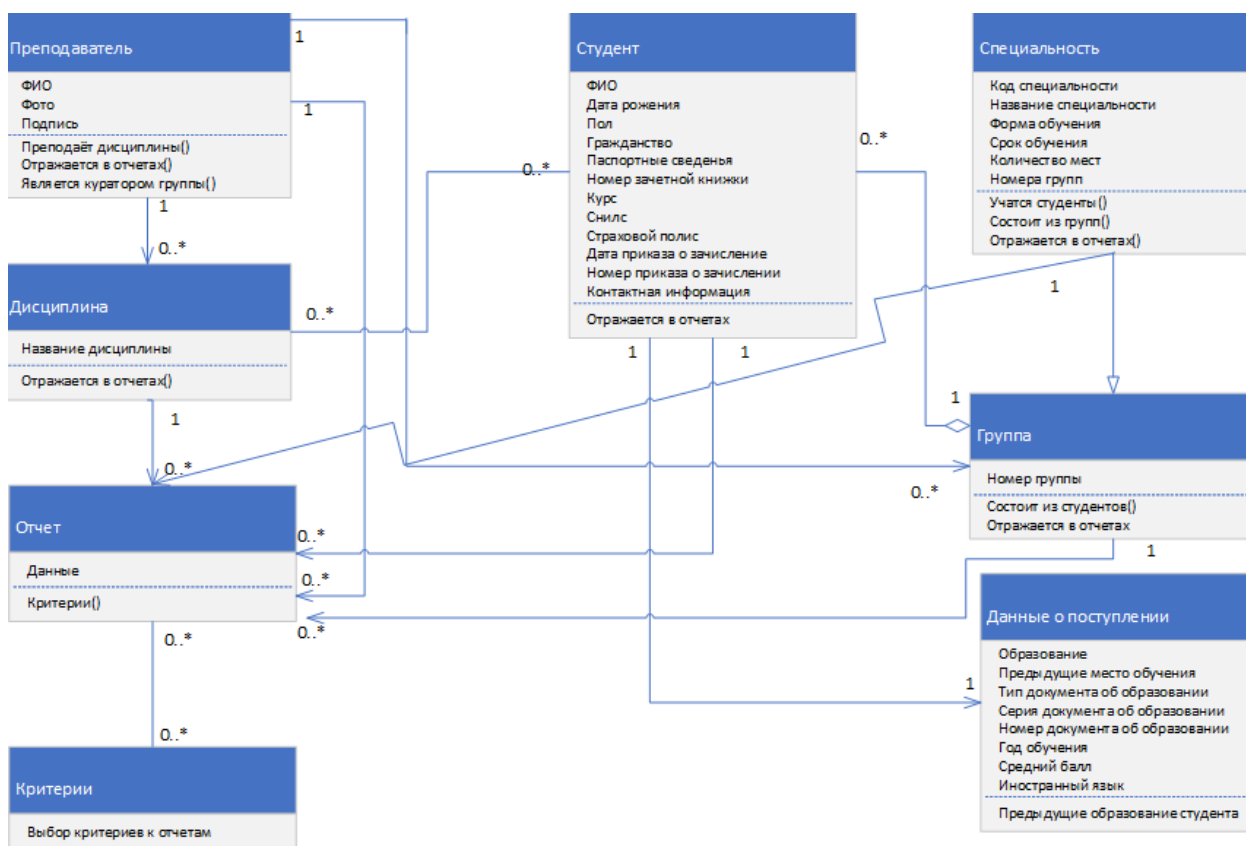 Преподаватель
ФИО
Фото
Подпись
Преподаёт дисциплины()
Отражается в отчетах()
Является куратором группы()
1
1
1
0..*
Дисциплина
Название дисциплины
Отражается в отчетах()
0..*
1
0..*
Отчет
Данные
Критерии()
0..*
0..*
0..*
0..*
0..*
Критерии
Выбор критериев к отчетам
Студент
ФИО
Дата рожения
Пол
Гражданство
Паспортные сведенья
Номер зачетной книжки
Курс
Снилс
Страховой полис
Дата приказа о зачисление
Номер приказа о зачислении
Контактная информация
Отражается в отчетах
0..*
0..*
1
1
Специальность
Код специальности
Название специальности
Форма обучения
Срок обучения
Количество мест
Номера групп
Учатся студенты()
Состоит из групп()
Отражается в отчетах()
1
1
Группа
Номер группы
Состоит из студентов()
Отражается в отчетах
0..*
1
Данные о поступлении
Образование
Предыдущие место обучения
Тип документа об образовании
Серия документа об образовании
Номер документа об образовании
Год обучения
Средний балл
Иностранный язык
Предыдущие образование студента
1